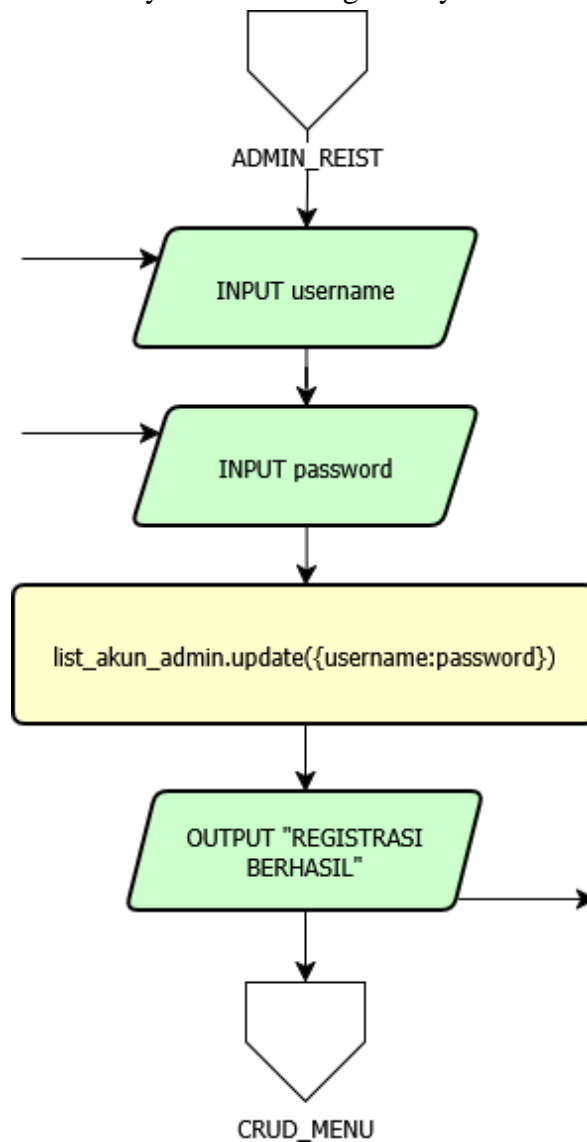 ADMIN_REIST
INPUT username
INPUT password
list_akun_admin.update({username:password})
OUTPUT "REGISTRASI
BERHASIL"
CRUD_MENU